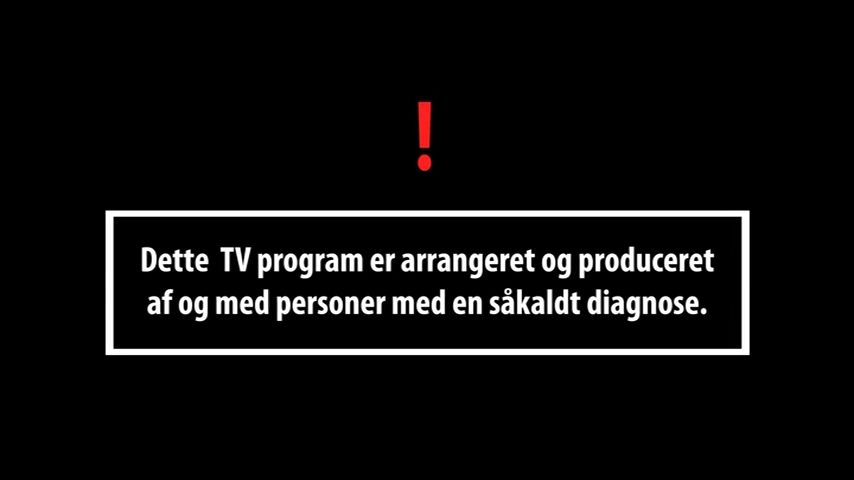 !
Dette TV program er arrangeret og produceret
af og med personer med en såkaldt diagnose.